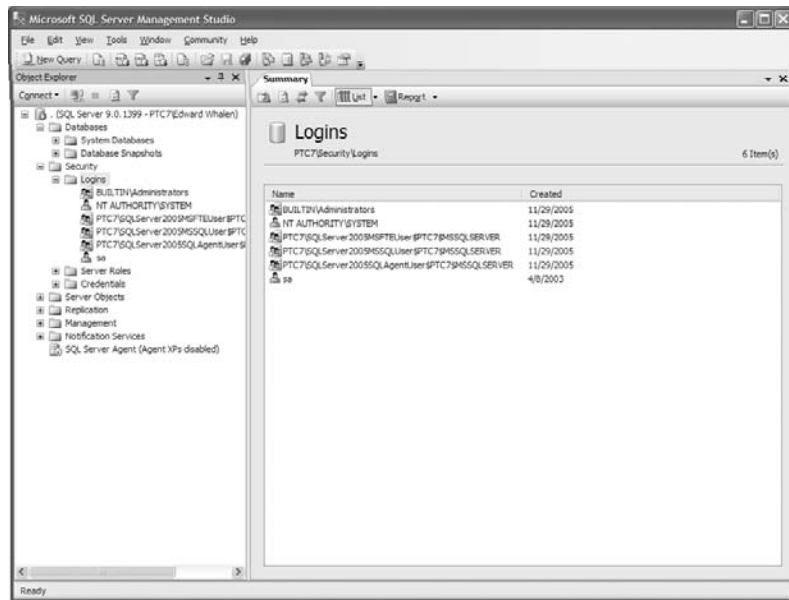 Microsoft SQL Server Management Studio
File Edit View Tools Window Community Help
New Query
Object Explorer
Connect
. (SQL Server 9.0.1399 - PTC7\Edward Whalen)
Databases
System Databases
Database Snapshots
Security
Logins
BUILTIN\Administrators
NT AUTHORITY\SYSTEM
PTC7\SQLServer2005MSFTEUser$PTC
PTC7\SQLServer2005MSSQLUser$PTC
PTC7\SQLServer2005SQLAgentUser$
sa
Server Roles
Credentials
Server Objects
Replication
Management
Notification Services
SQL Server Agent (Agent XPs disabled)
Summary
List Report
Logins
PTC7\Security\Logins
6 Item(s)
Name Created
BUILTIN\Administrators 11/29/2005
NT AUTHORITY\SYSTEM 11/29/2005
PTC7\SQLServer2005MSFTEUser$PTC7$MSSQLSERVER 11/29/2005
PTC7\SQLServer2005MSSQLUser$PTC7$MSSQLSERVER 11/29/2005
PTC7\SQLServer2005SQLAgentUser$PTC7$MSSQLSERVER 11/29/2005
sa 4/8/2003
Ready